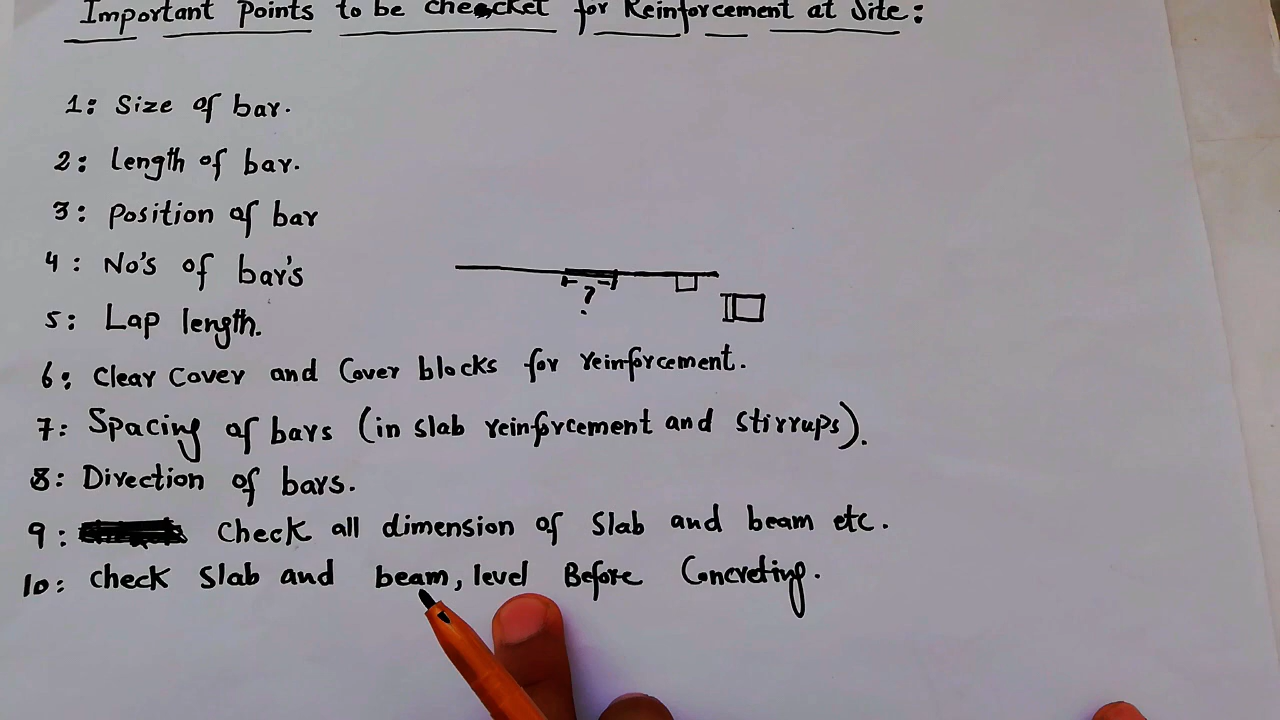 Important Points to be checket for Reinforcement at Site:
1: Size of bar.
2: Length of bar.
3: Position of bar
4: No's of bar's
5: Lap length.
?
6: Clear Cover and Cover blocks for reinforcement.
7: Spacing of bars (in slab reinforcement and stirrups).
8: Direction of bars.
9: Check all dimension of Slab and beam etc.
10: check Slab and beam, level Before Concreting.